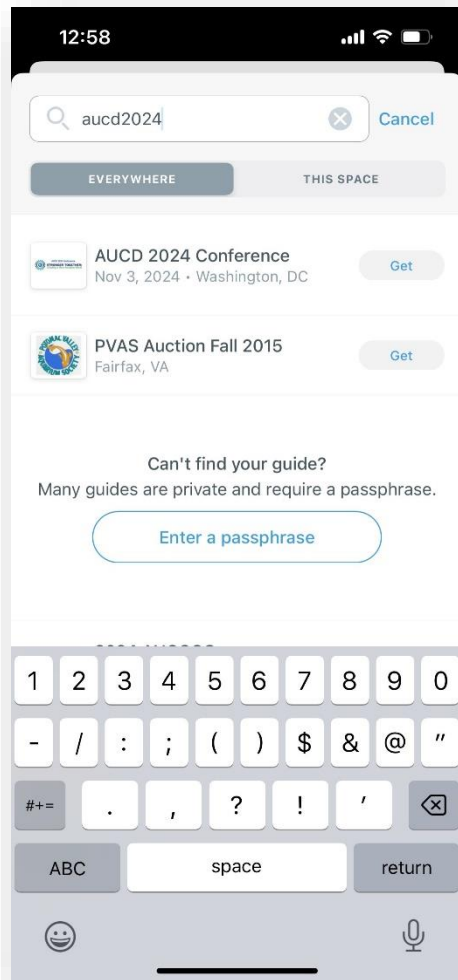 12:58
aucd2024
Cancel
EVERYWHERE
THIS SPACE
AUCD 2024 Conference
Nov 3, 2024 • Washington, DC
Get
PVAS Auction Fall 2015
Fairfax, VA
Get
Can't find your guide?
Many guides are private and require a passphrase.
Enter a passphrase
1 2 3 4 5 6 7 8 9 0
- / : ; ( ) $ & @ "
#+= . , ? ! '
ABC space return